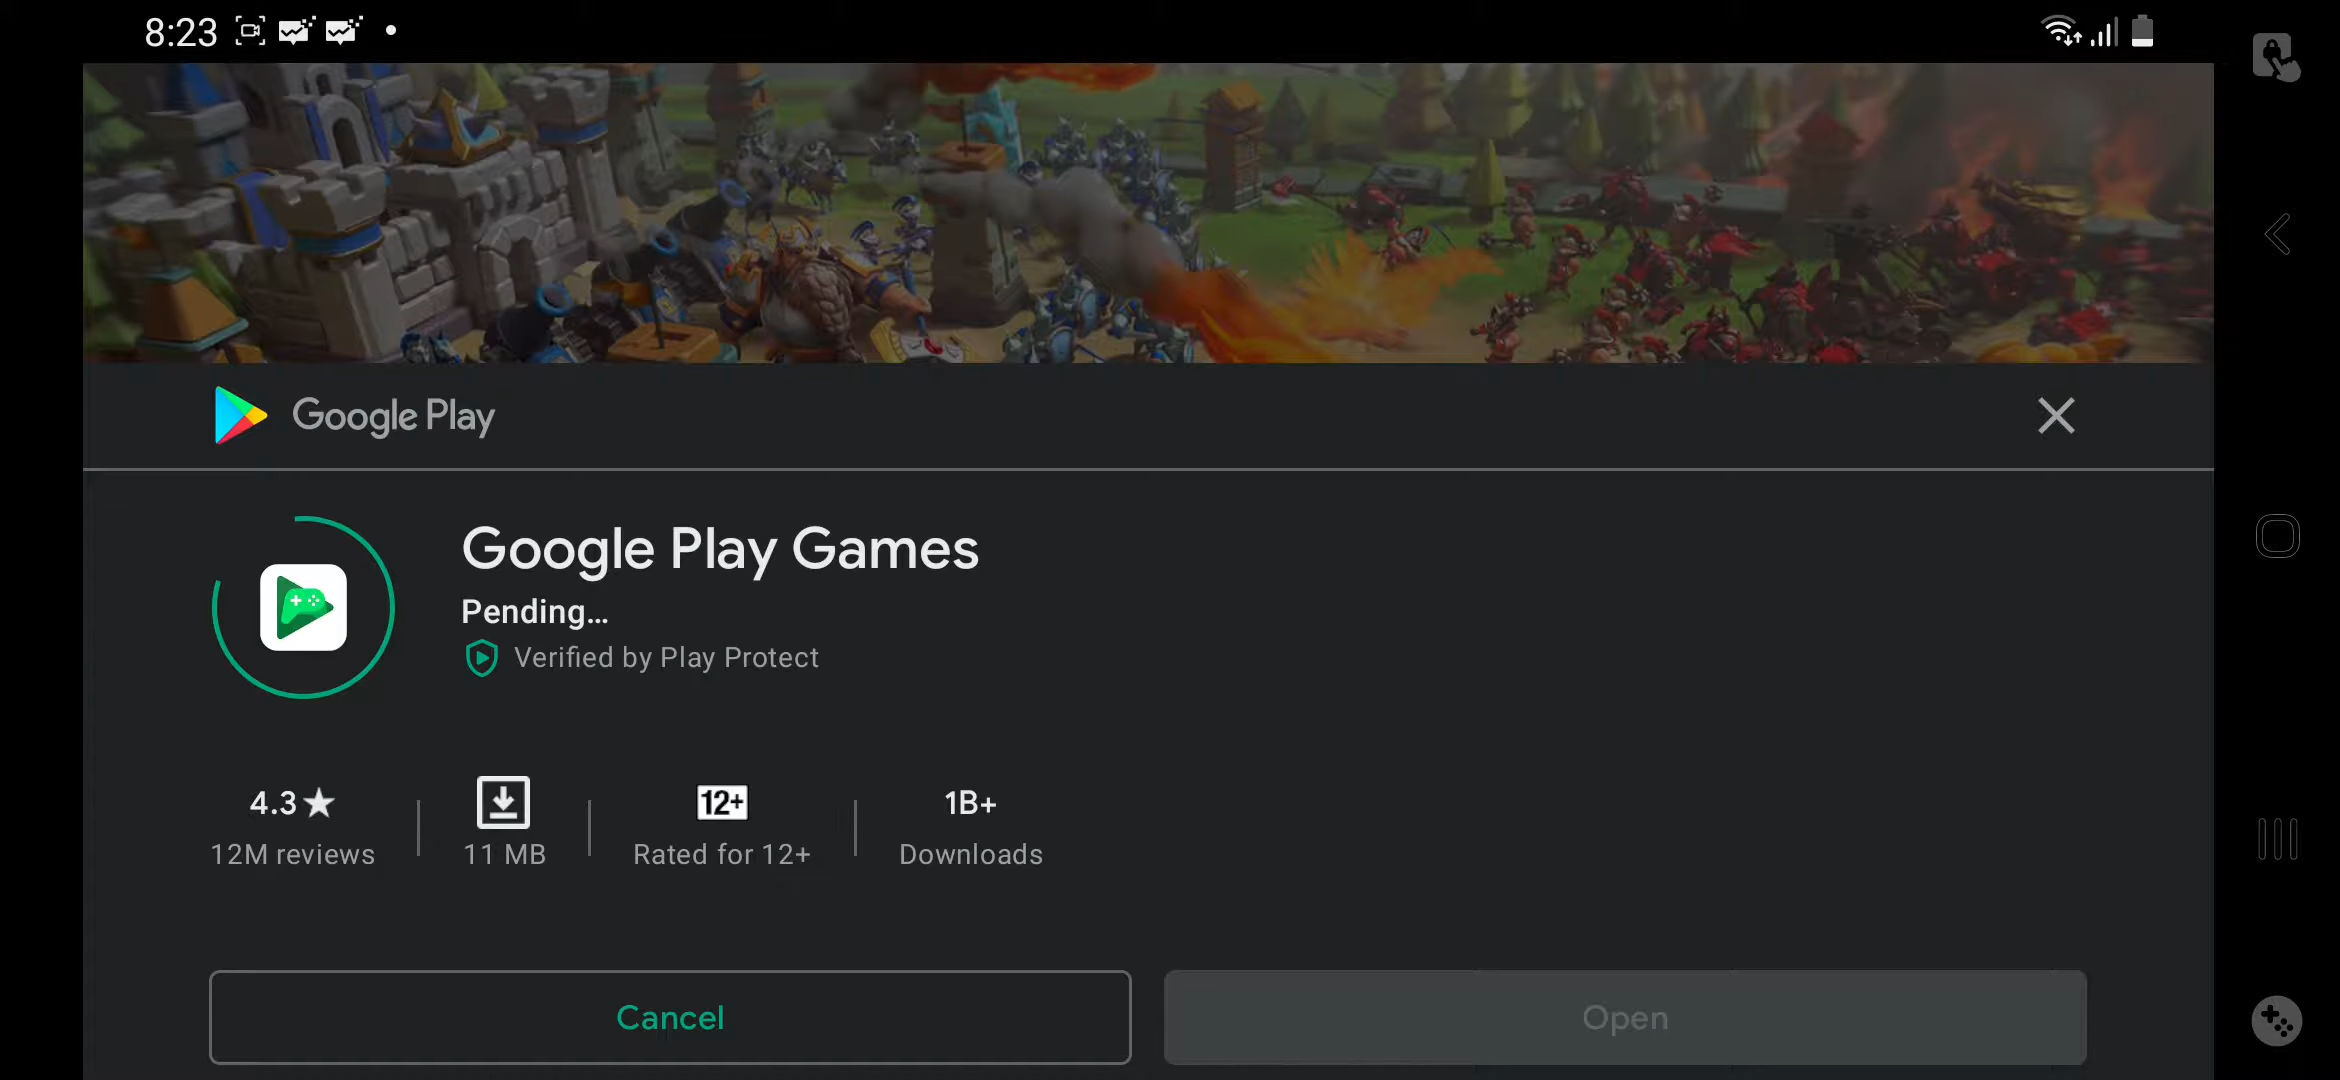 8:23
Google Play
Google Play Games
Pending...
Verified by Play Protect
4.3★
12+
1B+
12M reviews
11 MB
Rated for 12+
Downloads
Cancel
Open